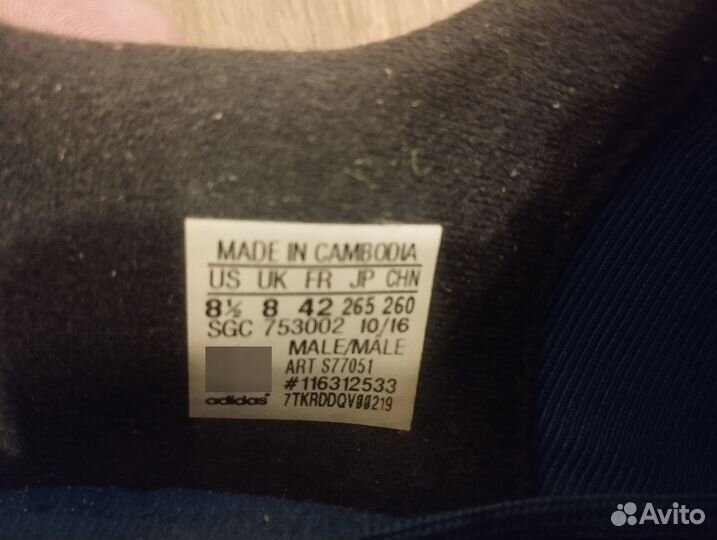 MADE IN CAMBODIA
US UK FR JP CHN
8½ 8 42 265 260
SGC 753002 10/16
MALE/MALE
ART S77051
#116312533
adidas® 7TKRDDQV00219
Avito